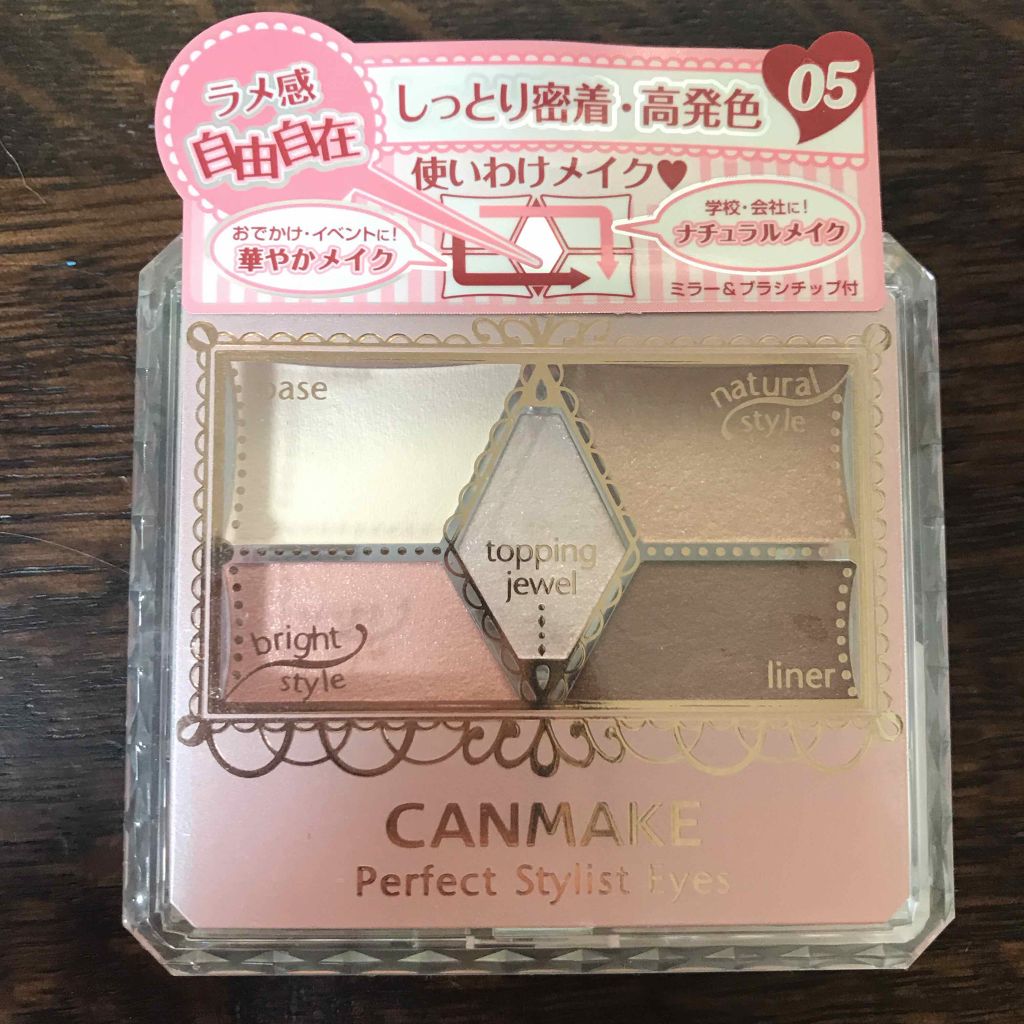 ラメ感
自由自在
しっとり密着・高発色
05
使いわけメイク♥
おでかけ・イベントに!
華やかメイク
学校・会社に!
ナチュラルメイク
ミラー&ブラシチップ付
base
natural
style
topping
jewel
bright
style
liner
CANMAKE
Perfect Stylist Eyes